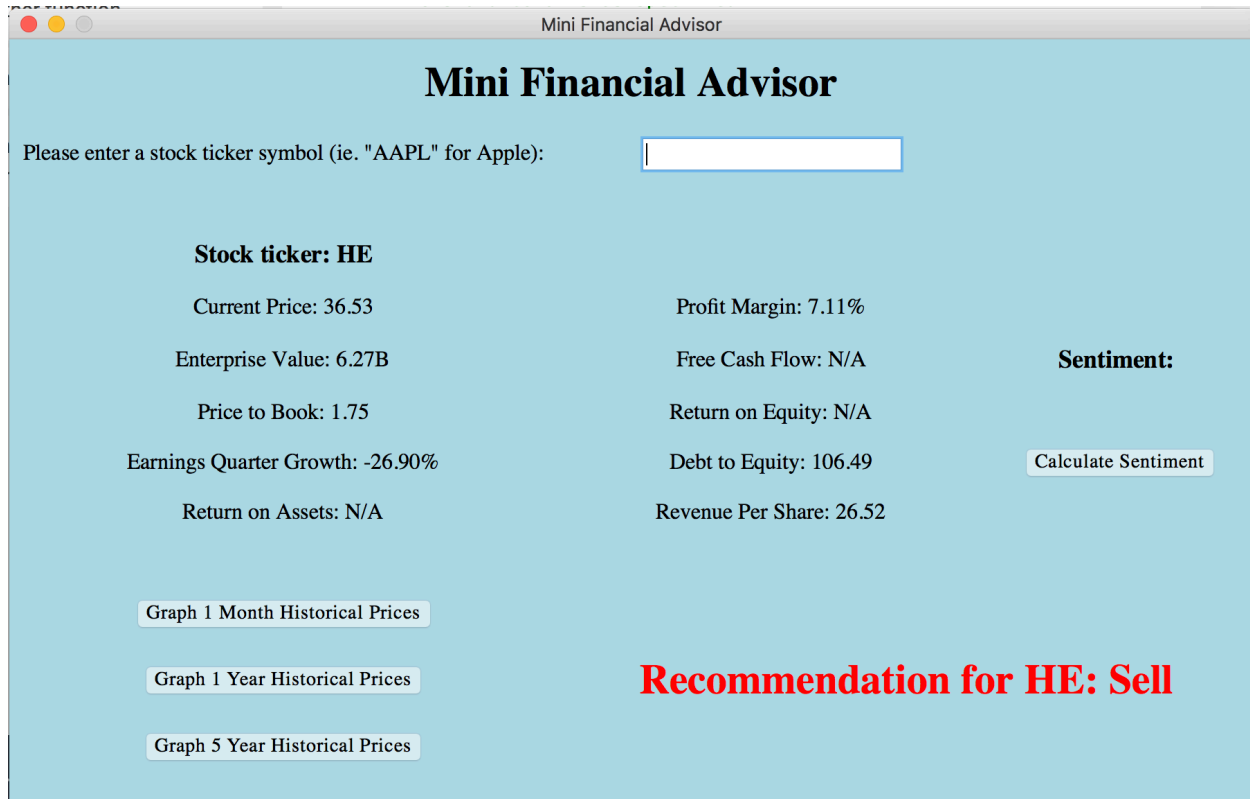 Mini Financial Advisor
Mini Financial Advisor
Please enter a stock ticker symbol (ie. "AAPL" for Apple):
Stock ticker: HE
Current Price: 36.53
Profit Margin: 7.11%
Enterprise Value: 6.27B
Free Cash Flow: N/A
Sentiment:
Price to Book: 1.75
Return on Equity: N/A
Earnings Quarter Growth: -26.90%
Debt to Equity: 106.49
Calculate Sentiment
Return on Assets: N/A
Revenue Per Share: 26.52
Graph 1 Month Historical Prices
Graph 1 Year Historical Prices
Recommendation for HE: Sell
Graph 5 Year Historical Prices